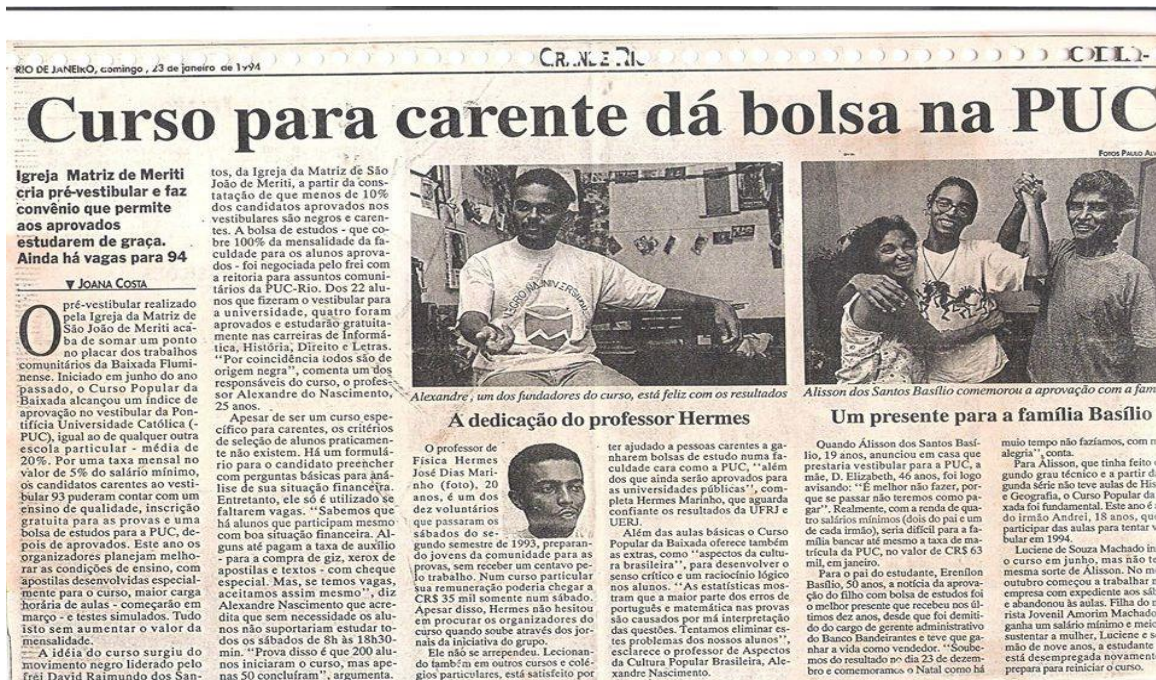 RIO DE JANEIRO, domingo, 23 de janeiro de 1994
Curso para carente dá bolsa na PUC
FOTOS PAULO
Igreja Matriz de Meriti
cria pré-vestibular e faz
convênio que permite
aos aprovados
estudarem de graça.
Ainda há vagas para 94
▼ JOANA COSTA
O pré-vestibular realizado
pela Igreja da Matriz de
São João de Meriti aca-
ba de somar um ponto
no placar dos trabalhos
comunitários da Baixada Flumi-
nense. Iniciado em junho do ano
passado, o Curso Popular da
Baixada alcançou um índice de
aprovação no vestibular da Pon-
tifícia Universidade Católica (-
PUC), igual ao de qualquer outra
escola particular - média de
20%. Por uma taxa mensal no
valor de 5% do salário mínimo,
os candidatos carentes ao vesti-
bular 93 puderam contar com um
ensino de qualidade, inscrição
gratuita para as provas e uma
bolsa de estudos para a PUC, de-
pois de aprovados. Este ano os
organizadores planejam melho-
rar as condições de ensino, com
apostilas desenvolvidas especial-
mente para o curso, maior carga
horária de aulas - começarão em
março - e testes simulados. Tudo
isto sem aumentar o valor da
mensalidade.
A idéia do curso surgiu do
movimento negro liderado pelo
frei David Raimundo dos San-
tos, da Igreja da Matriz de São
João de Meriti, a partir da cons-
tatação de que menos de 10%
dos candidatos aprovados nos
vestibulares são negros e caren-
tes. A bolsa de estudos - que co-
bre 100% da mensalidade da fa-
culdade para os alunos aprova-
dos - foi negociada pelo frei com
a reitoria para assuntos comuni-
tários da PUC-Rio. Dos 22 alu-
nos que fizeram o vestibular para
a universidade, quatro foram
aprovados e estudarão gratuita-
mente nas carreiras de Informá-
tica, História, Direito e Letras.
"Por coincidência todos são de
origem negra", comenta um dos
responsáveis do curso, o profes-
sor Alexandre do Nascimento,
25 anos.
Apesar de ser um curso espe-
cífico para carentes, os critérios
de seleção de alunos praticamen-
te não existem. Há um formulá-
rio para o candidato preencher
com perguntas básicas para aná-
lise de sua situação financeira.
Entretanto, ele só é utilizado se
faltarem vagas. "Sabemos que
há alunos que participam mesmo
com boa situação financeira. Al-
guns até pagam a taxa de auxílio
- para a compra de giz, xerox de
apostilas e textos - com cheque
especial. Mas, se temos vagas,
aceitamos assim mesmo", diz
Alexandre Nascimento que acre-
dita que sem necessidade os alu-
nos não suportariam estudar to-
dos os sábados de 8h às 18h30-
min. "Prova disso é que 200 alu-
nos iniciaram o curso, mas ape-
nas 50 concluíram", argumenta.
NEGRO NA UNIVERSIDADE
Alexandre, um dos fundadores do curso, está feliz com os resultados
A dedicação do professor Hermes
O professor de
Física Hermes
José Dias Mari-
nho (foto), 20
anos, é um dos
dez voluntários
que passaram os
sábados do se-
gundo semestre de 1993, preparan-
do jovens da comunidade para as
provas, sem receber um centavo pe-
lo trabalho. Num curso particular
sua remuneração poderia chegar a
CR$ 35 mil somente num sábado.
Apesar disso, Hermes não hesitou
em procurar os organizadores do
curso quando soube através dos jor-
nais da iniciativa do grupo.
Ele não se arrependeu. Lecionan-
do também em outros cursos e colé-
gios particulares, está satisfeito por
ter ajudado a pessoas carentes a ga-
nharem bolsas de estudo numa fa-
culdade cara como a PUC, "além
dos que ainda serão aprovados para
as universidades públicas", com-
pleta Hermes Marinho, que aguarda
confiante os resultados da UFRJ e
UERJ.
Além das aulas básicas o Curso
Popular da Baixada oferece também
as extras, como "aspectos da cultu-
ra brasileira", para desenvolver o
senso crítico e um raciocínio lógico
nos alunos. "As estatísticas mos-
tram que a maior parte dos erros de
português e matemática nas provas
são causados por má interpretação
das questões. Tentamos eliminar es-
tes problemas dos nossos alunos",
esclarece o professor de Aspectos
da Cultura Popular Brasileira, Ale-
xandre Nascimento.
Alisson dos Santos Basílio comemorou a aprovação com a fam
Um presente para a família Basílio
Quando Álisson dos Santos Basí-
lio, 19 anos, anunciou em casa que
prestaria vestibular para a PUC, a
mãe, D. Elizabeth, 46 anos, foi logo
avisando: "É melhor não fazer, por-
que se passar não teremos como pa-
gar". Realmente, com a renda de qua-
tro salários mínimos (dois do pai e um
de cada irmão), seria difícil para a fa-
mília bancar até mesmo a taxa de ma-
trícula da PUC, no valor de CR$ 63
mil, em janeiro.
Para o pai do estudante, Erenílon
Basílio, 50 anos, a notícia da aprova-
ção do filho com bolsa de estudos foi
o melhor presente que recebeu nos úl-
timos dez anos, desde que foi demiti-
do do cargo de gerente administrativo
do Banco Bandeirantes e teve que ga-
nhar a vida como vendedor. "Soube-
mos do resultado no dia 23 de dezem-
bro e comemoramos o Natal como há
muio tempo não fazíamos, com m
alegria", conta.
Para Álisson, que tinha feito o
gundo grau técnico e a partir da
gunda série não teve aulas de His
e Geografia, o Curso Popular da
xada foi fundamental. Este ano é
do irmão Andrei, 18 anos, que
participar das aulas para tentar v
bular em 1994.
Luciene de Souza Machado in
o curso em junho, mas não te
mesma sorte de Alisson. No m
outubro começou a trabalhar n
empresa com expediente aos sáb
e abandonou às aulas. Filha do m
rista Jovenil Amorim Machado
ganha um salário mínimo e meio
sustentar a mulher, Luciene e s
mão de nove anos, a estudante
está desempregada novament
prepara para reiniciar o curso.